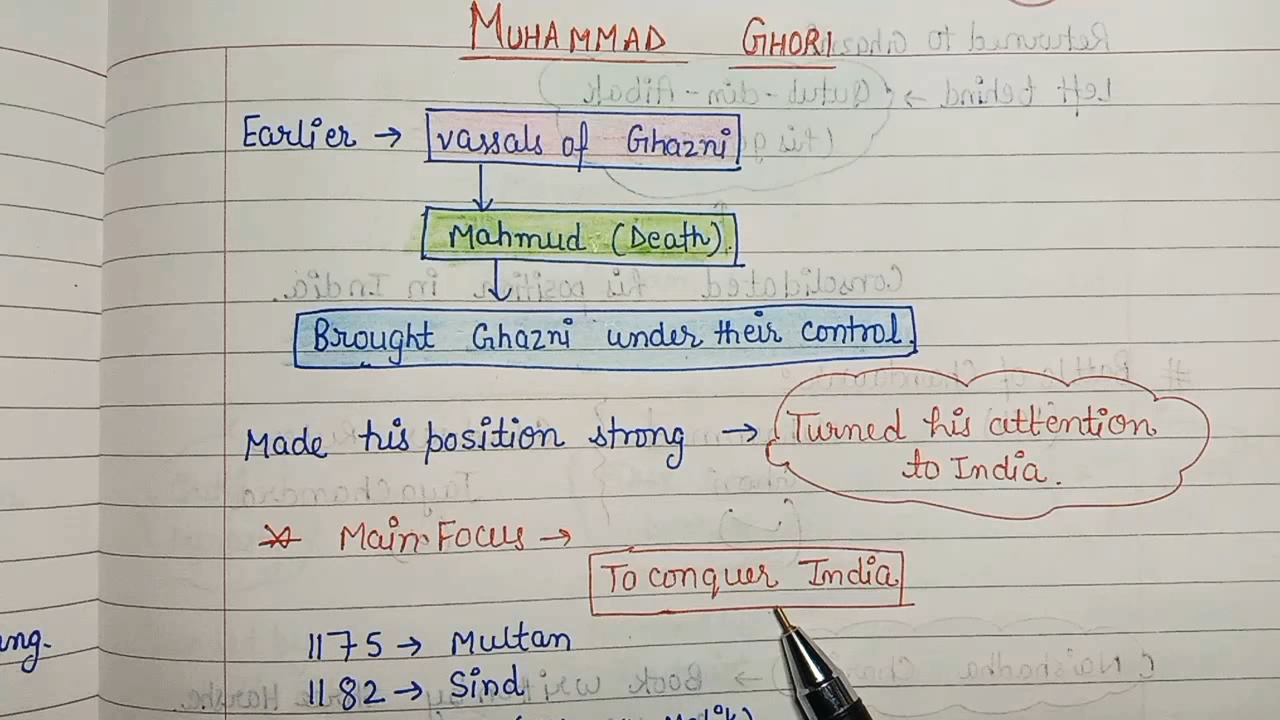 MUHAMMAD GHORI
Earlier → vassals of Ghazni
Mahmud (Death).
Brought Ghazni under their control.
Made his position strong → Turned his attention
to India.
Main Focus →
To conquer India
1175 → Multan
ng. 1182 → Sind